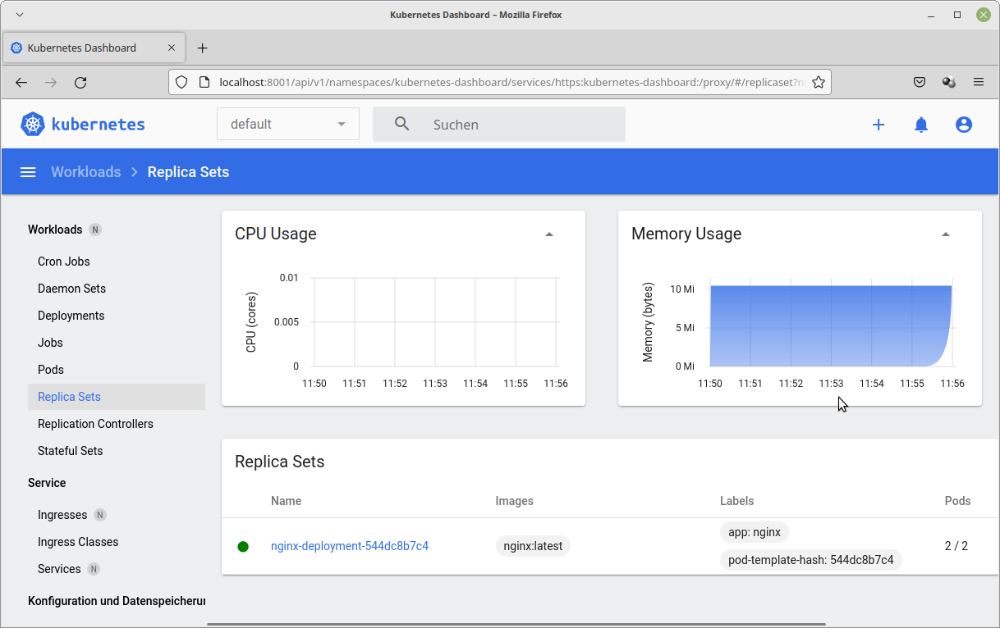 Kubernetes Dashboard – Mozilla Firefox
Kubernetes Dashboard
localhost:8001/api/v1/namespaces/kubernetes-dashboard/services/https:kubernetes-dashboard:/proxy/#/replicaset?n
kubernetes
default
Suchen
Workloads
Replica Sets
Workloads N
Cron Jobs
Daemon Sets
Deployments
Jobs
Pods
Replica Sets
Replication Controllers
Stateful Sets
Service
Ingresses N
Ingress Classes
Services N
Konfiguration und Datenspeicherun
CPU Usage
CPU (cores)
0.01
0.005
0
11:50 11:51 11:52 11:53 11:54 11:55 11:56
Memory Usage
Memory (bytes)
10 Mi
5 Mi
0 Mi
11:50 11:51 11:52 11:53 11:54 11:55 11:56
Replica Sets
Name Images Labels Pods
nginx-deployment-544dc8b7c4 nginx:latest app: nginx 2 / 2
pod-template-hash: 544dc8b7c4